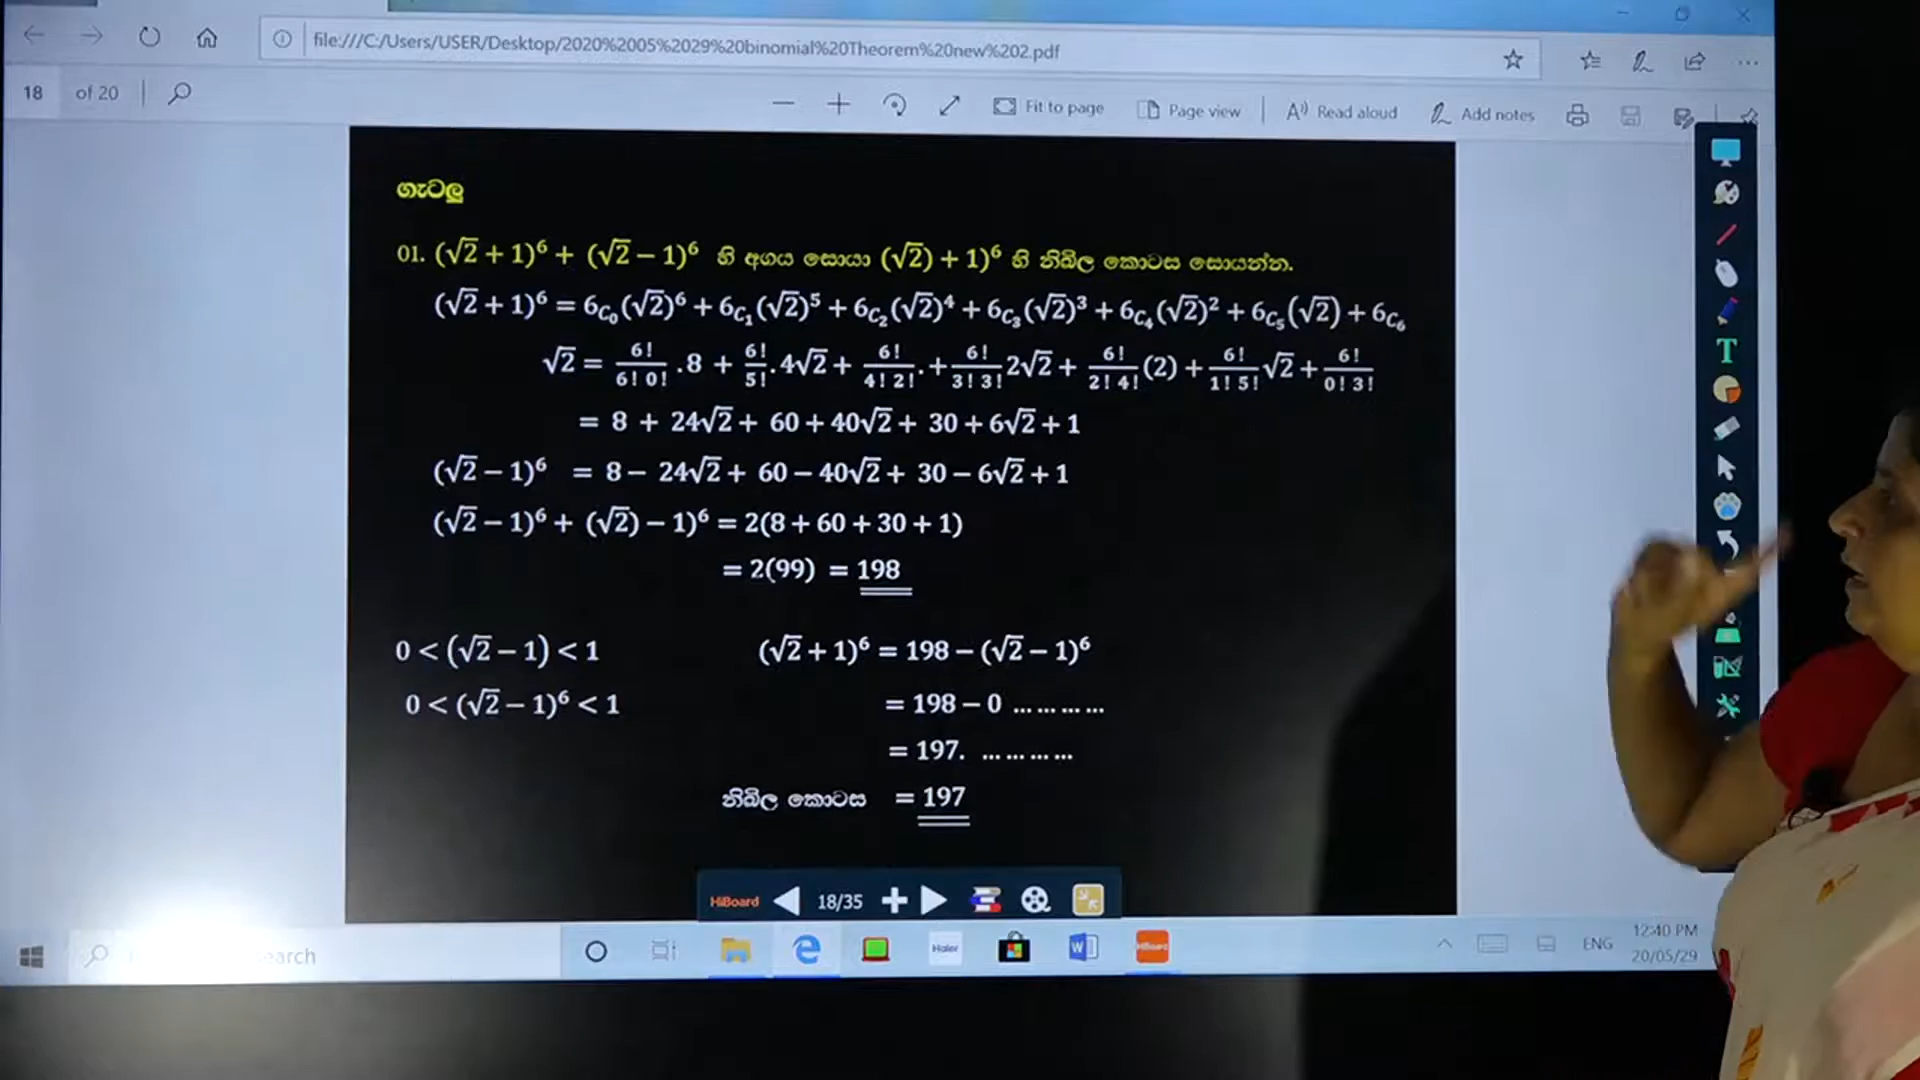 file:///C:/Users/USER/Desktop/2020%2005%2029%20binomial%20Theorem%20new%202.pdf
18 of 20
Fit to page Page view Read aloud Add notes
ගැටලු
01. (√2 + 1)⁶ + (√2 − 1)⁶ හි අගය සොයා (√2) + 1)⁶ හි නිඛිල කොටස සොයන්න.
(√2 + 1)⁶ = 6C₀(√2)⁶ + 6C₁(√2)⁵ + 6C₂(√2)⁴ + 6C₃(√2)³ + 6C₄(√2)² + 6C₅(√2) + 6C₆
√2 = 6!/6!0! .8 + 6!/5! .4√2 + 6!/4!2! . + 6!/3!3! 2√2 + 6!/2!4! (2) + 6!/1!5! √2 + 6!/0!3!
= 8 + 24√2 + 60 + 40√2 + 30 + 6√2 + 1
(√2 − 1)⁶ = 8 − 24√2 + 60 − 40√2 + 30 − 6√2 + 1
(√2 − 1)⁶ + (√2) − 1)⁶ = 2(8 + 60 + 30 + 1)
= 2(99) = 198
0 < (√2 − 1) < 1 (√2 + 1)⁶ = 198 − (√2 − 1)⁶
0 < (√2 − 1)⁶ < 1 = 198 − 0 … … … …
= 197. … … … …
නිඛිල කොටස = 197
HiBoard 18/35
earch Haier HiBoard ENG 12:40 PM
20/05/29